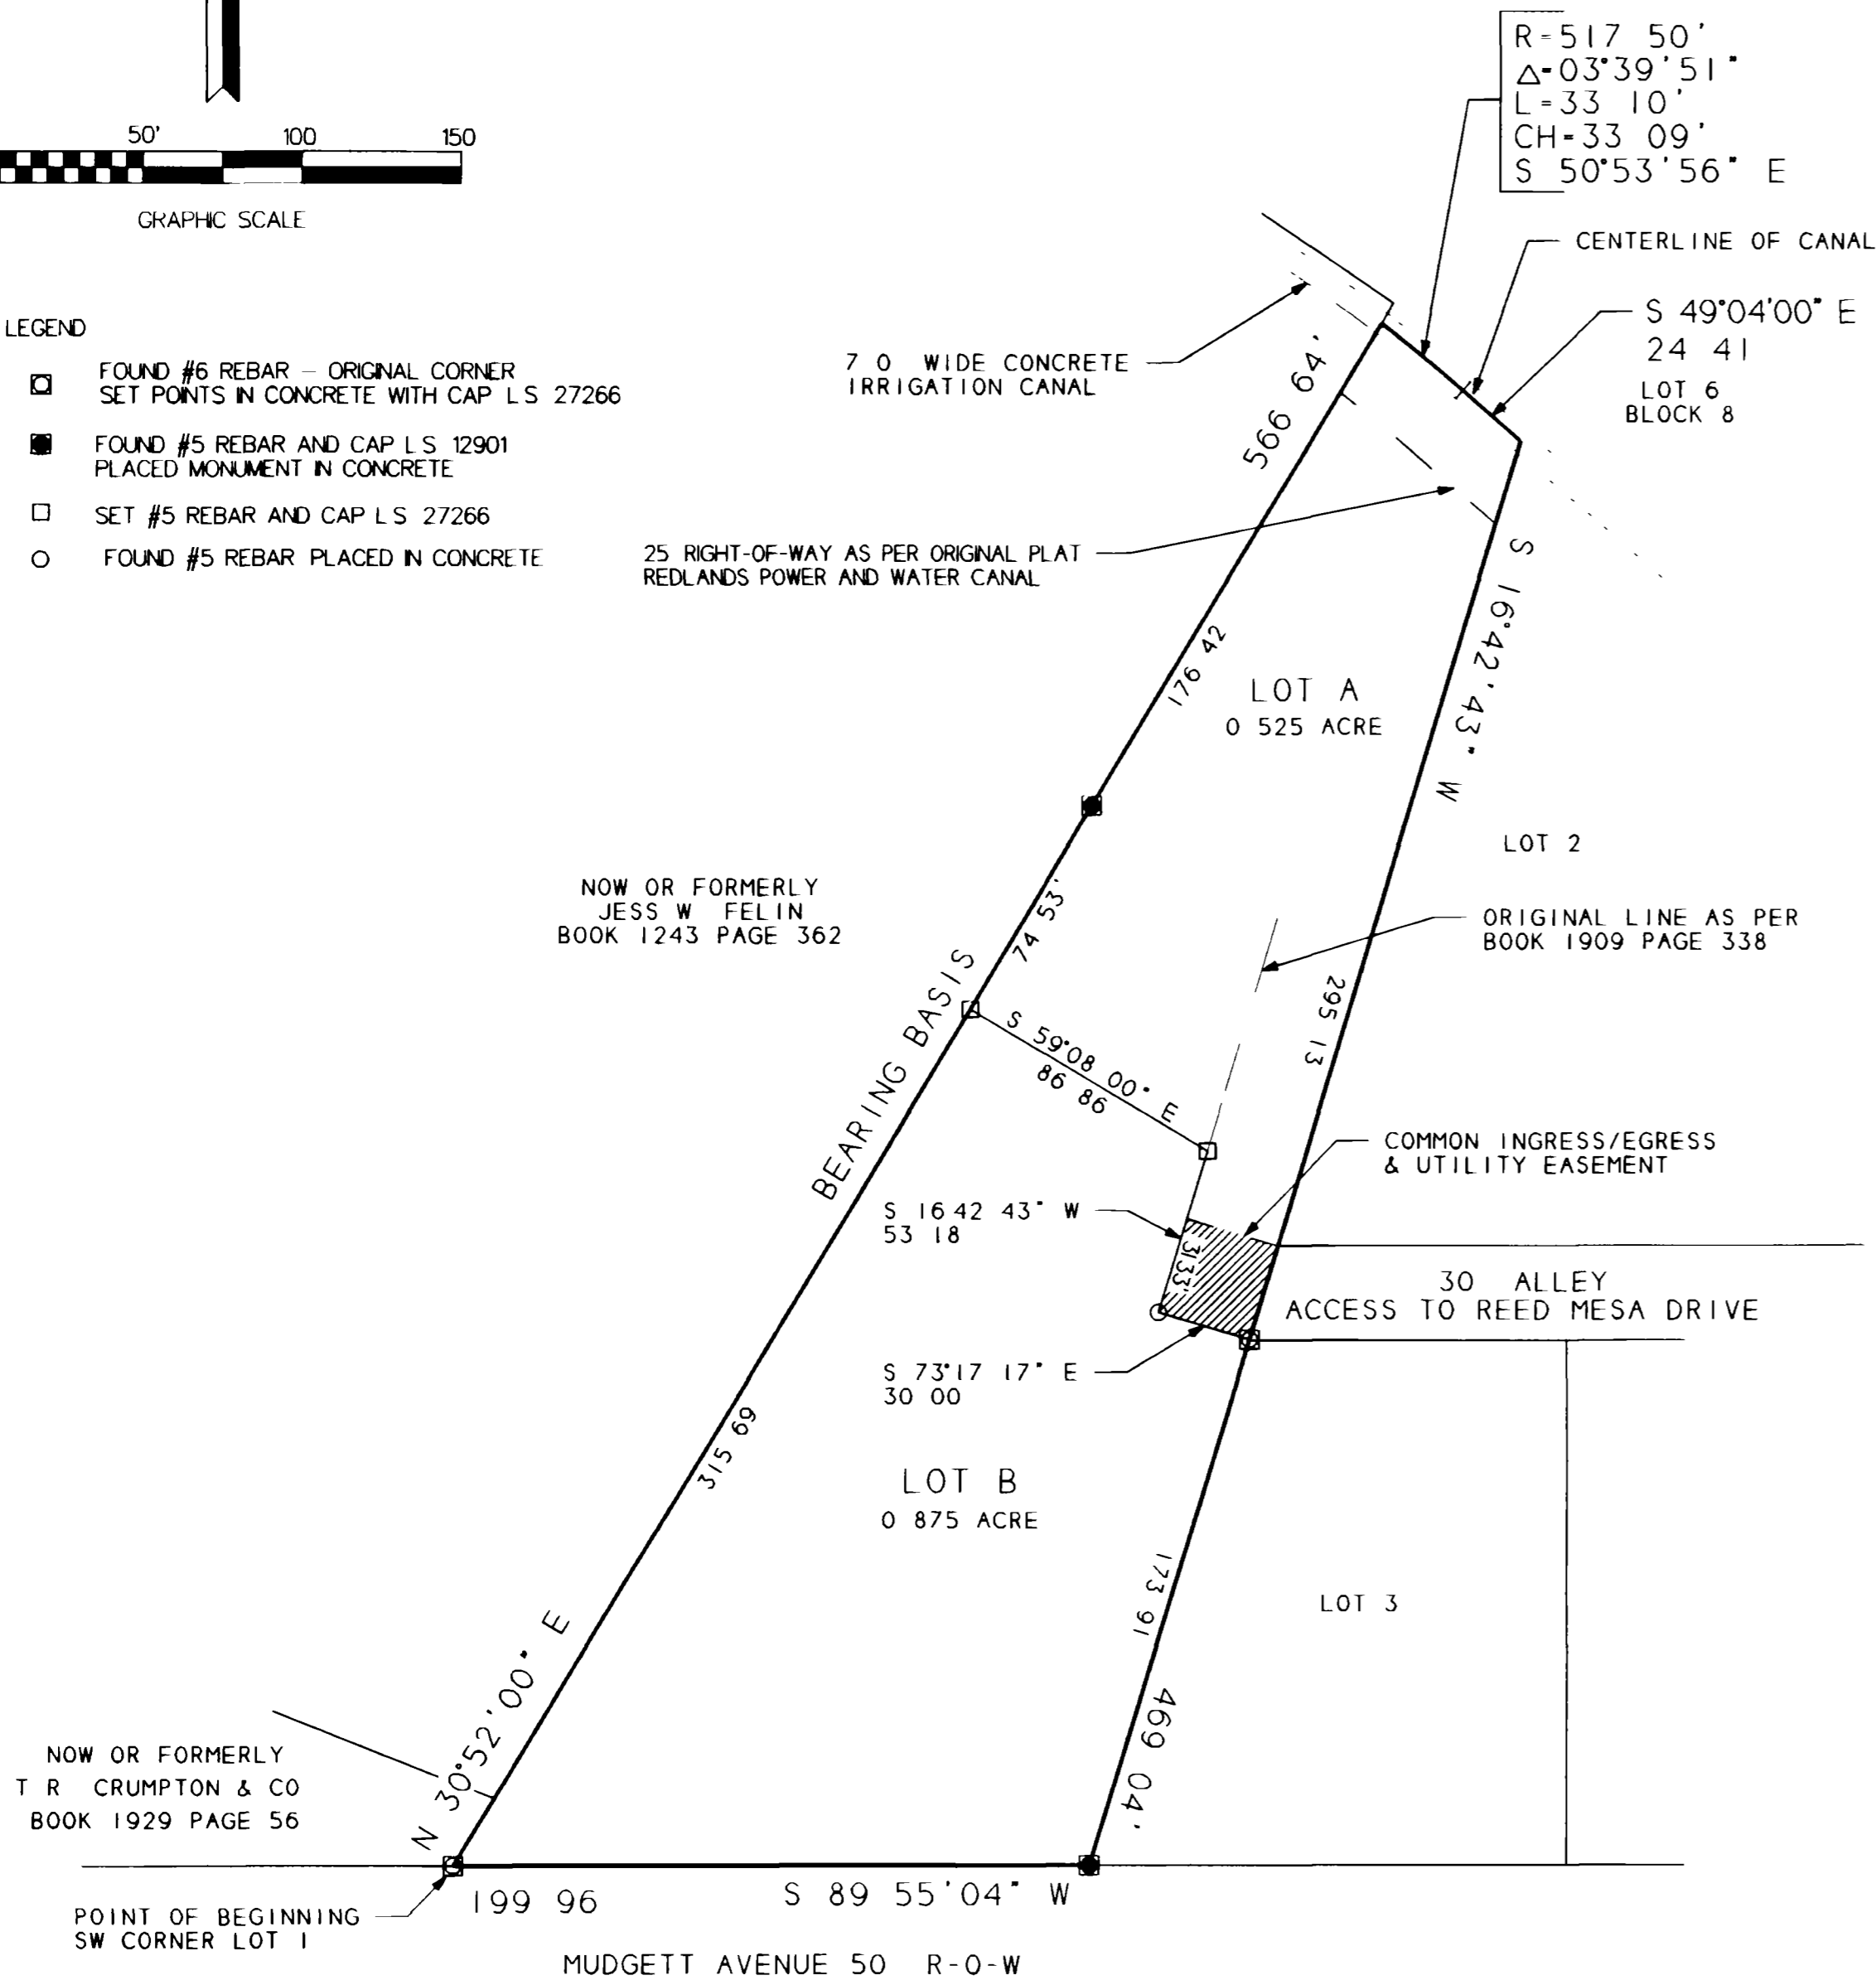 50' 100 150
GRAPHIC SCALE
R=517 50'
Δ=03°39'51"
L=33 10'
CH=33 09'
S 50°53'56" E
CENTERLINE OF CANAL
S 49°04'00" E
24 41
LOT 6
BLOCK 8
LEGEND
FOUND #6 REBAR – ORIGINAL CORNER
SET POINTS IN CONCRETE WITH CAP L S 27266
FOUND #5 REBAR AND CAP L S 12901
PLACED MONUMENT IN CONCRETE
SET #5 REBAR AND CAP L S 27266
FOUND #5 REBAR PLACED IN CONCRETE
7 0 WIDE CONCRETE
IRRIGATION CANAL
566 64'
25 RIGHT-OF-WAY AS PER ORIGINAL PLAT
REDLANDS POWER AND WATER CANAL
S 16°42'43" W
176 42
LOT A
0 525 ACRE
LOT 2
NOW OR FORMERLY
JESS W FELIN
BOOK 1243 PAGE 362
74 53'
ORIGINAL LINE AS PER
BOOK 1909 PAGE 338
295 13
BEARING BASIS
S 59°08 00" E
86 86
COMMON INGRESS/EGRESS
& UTILITY EASEMENT
S 16 42 43" W
53 18
31.33'
30 ALLEY
ACCESS TO REED MESA DRIVE
S 73°17 17" E
30 00
315 69
LOT B
0 875 ACRE
173 91
LOT 3
469 04'
N 30°52'00" E
NOW OR FORMERLY
T R CRUMPTON & CO
BOOK 1929 PAGE 56
199 96 S 89 55'04" W
POINT OF BEGINNING
SW CORNER LOT 1
MUDGETT AVENUE 50 R-O-W